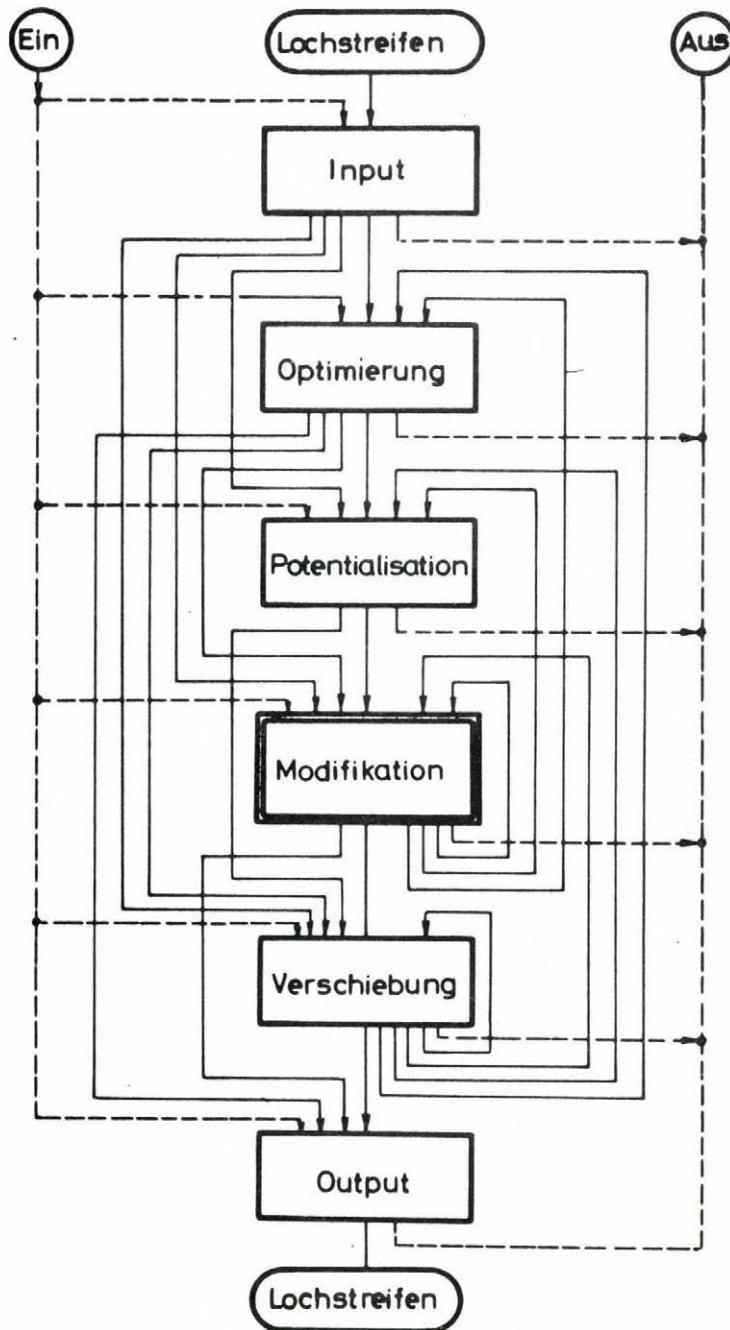 Ein
Lochstreifen
Aus
Input
Optimierung
Potentialisation
Modifikation
Verschiebung
Output
Lochstreifen